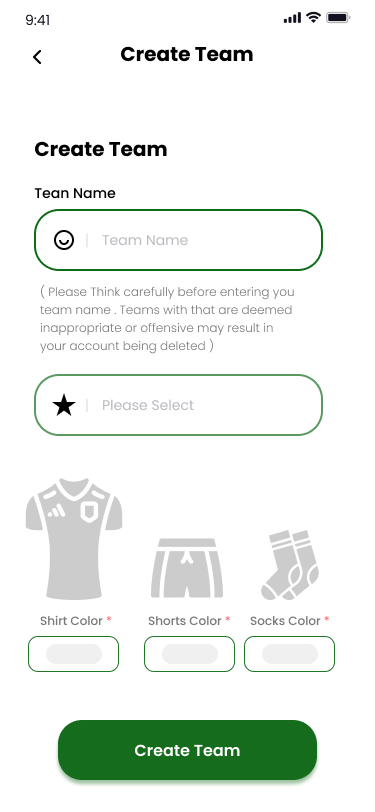 9:41
Create Team
Create Team
Tean Name
Team Name
( Please Think carefully before entering you
team name . Teams with that are deemed
inappropriate or offensive may result in
your account being deleted )
Please Select
Shirt Color * Shorts Color * Socks Color *
Create Team